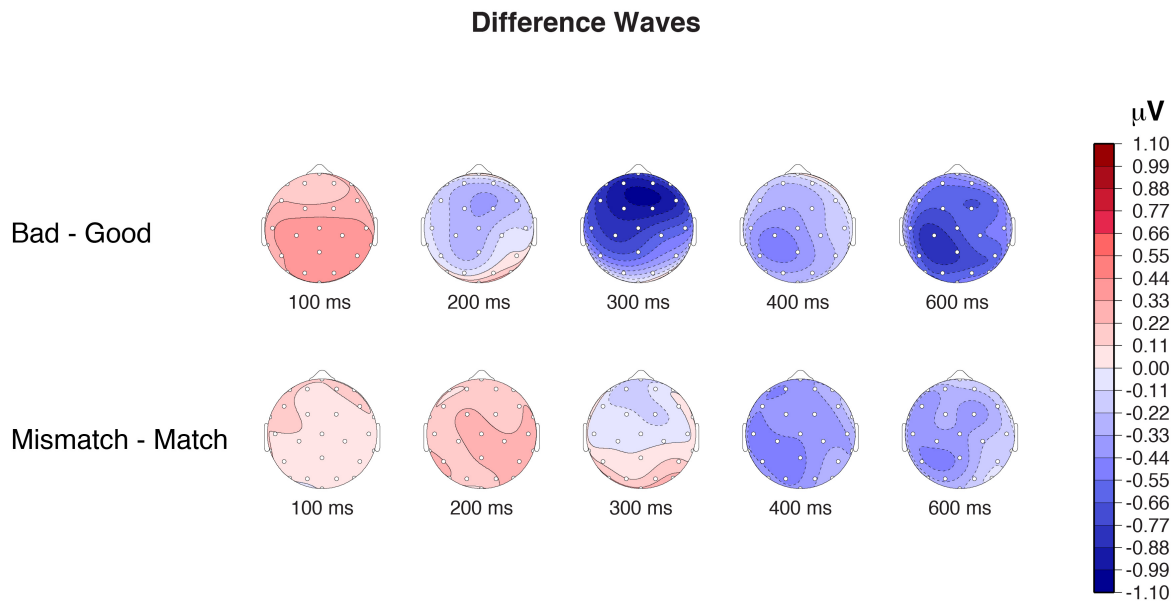 Difference Waves
Bad - Good
100 ms
200 ms
300 ms
400 ms
600 ms
Mismatch - Match
100 ms
200 ms
300 ms
400 ms
600 ms
μV
1.10
0.99
0.88
0.77
0.66
0.55
0.44
0.33
0.22
0.11
0.00
-0.11
-0.22
-0.33
-0.44
-0.55
-0.66
-0.77
-0.88
-0.99
-1.10